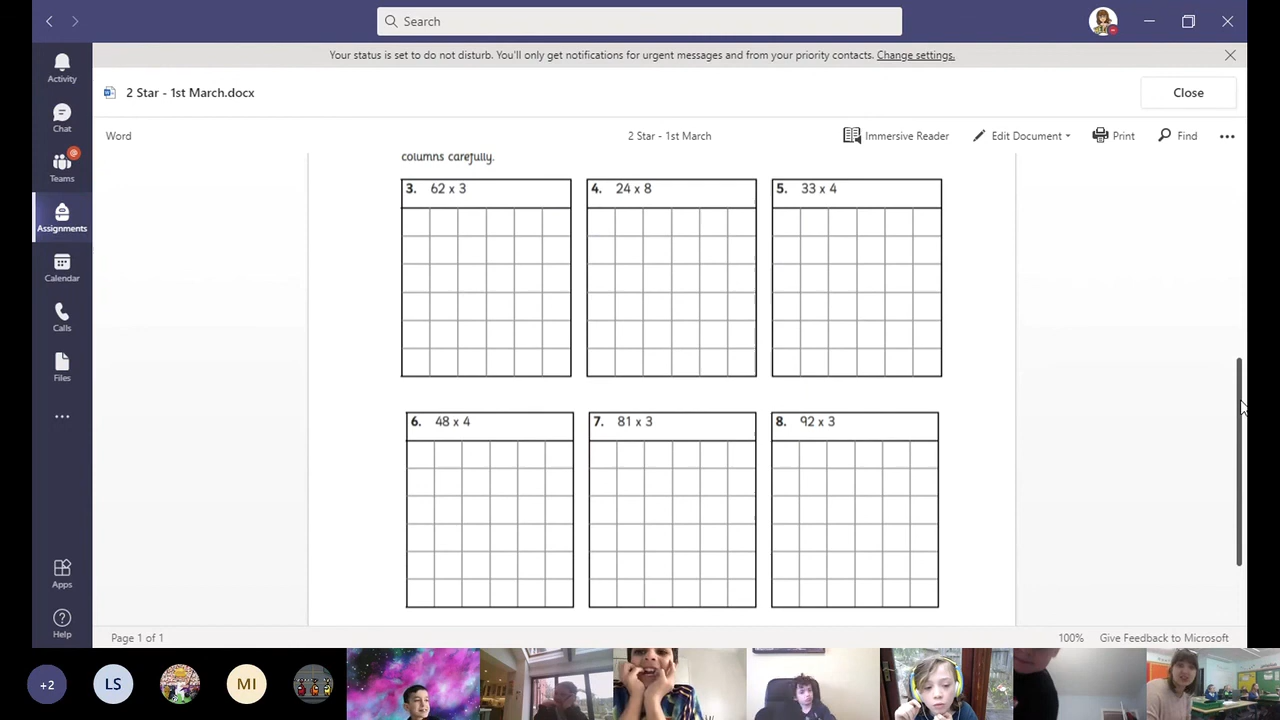 Search
Your status is set to do not disturb. You'll only get notifications for urgent messages and from your priority contacts. Change settings.
Activity
Chat
Teams
Assignments
Calendar
Calls
Files
Apps
Help
2 Star - 1st March.docx
Close
Word
2 Star - 1st March
Immersive Reader
Edit Document
Print
Find
columns carefully.
3. 62 x 3
4. 24 x 8
5. 33 x 4
6. 48 x 4
7. 81 x 3
8. 92 x 3
Page 1 of 1
100%
Give Feedback to Microsoft
+2
LS
MI